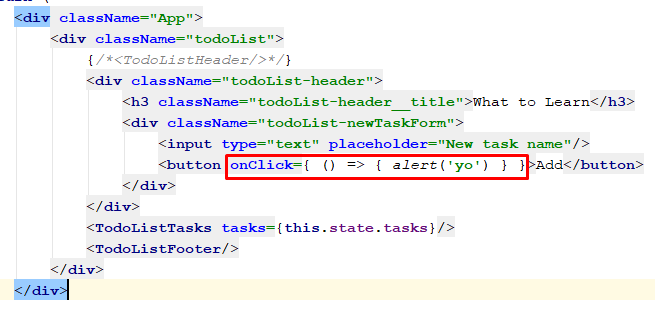 <div className="App">
<div className="todoList">
{/*<TodoListHeader/>*/}
<div className="todoList-header">
<h3 className="todoList-header__title">What to Learn</h3>
<div className="todoList-newTaskForm">
<input type="text" placeholder="New task name"/>
<button onClick={ () => { alert('yo') } }>Add</button>
</div>
</div>
<TodoListTasks tasks={this.state.tasks}/>
<TodoListFooter/>
</div>
</div>